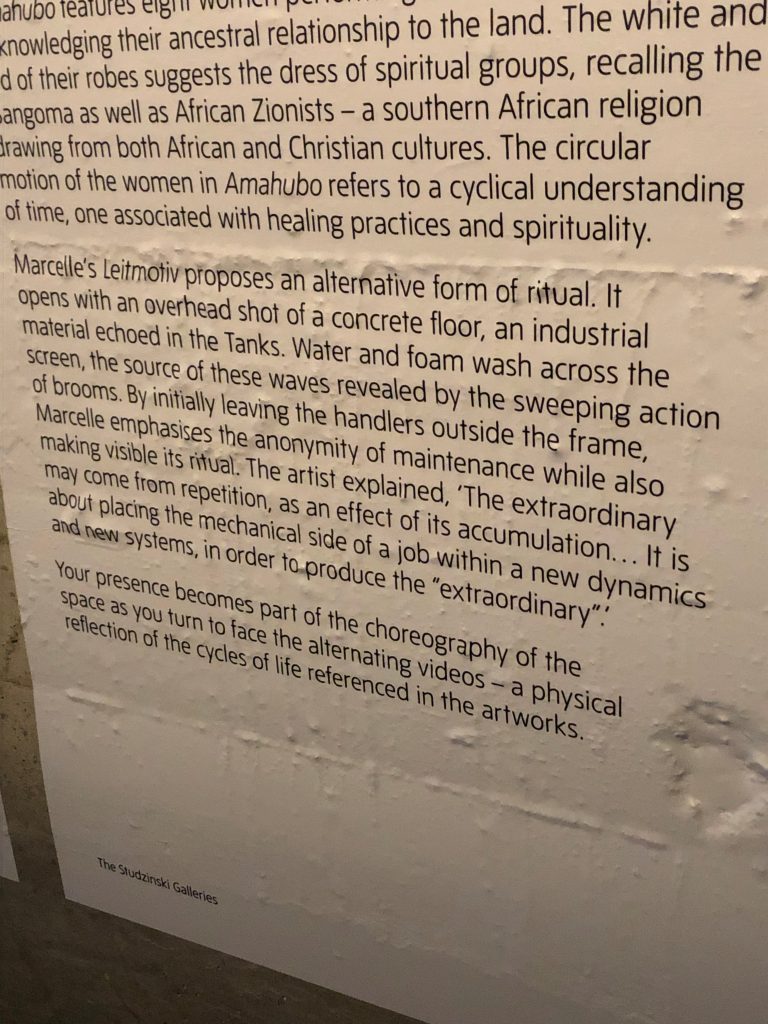 features eight women
knowledging their ancestral relationship to the land. The white and
d of their robes suggests the dress of spiritual groups, recalling the
angoma as well as African Zionists – a southern African religion
drawing from both African and Christian cultures. The circular
motion of the women in Amahubo refers to a cyclical understanding
of time, one associated with healing practices and spirituality.
Marcelle’s Leitmotiv proposes an alternative form of ritual. It
opens with an overhead shot of a concrete floor, an industrial
material echoed in the Tanks. Water and foam wash across the
screen, the source of these waves revealed by the sweeping action
of brooms. By initially leaving the handlers outside the frame,
Marcelle emphasises the anonymity of maintenance while also
making visible its ritual. The artist explained, ‘The extraordinary
may come from repetition, as an effect of its accumulation… It is
about placing the mechanical side of a job within a new dynamics
and new systems, in order to produce the “extraordinary”.’
Your presence becomes part of the choreography of the
space as you turn to face the alternating videos – a physical
reflection of the cycles of life referenced in the artworks.
The Studzinski Galleries